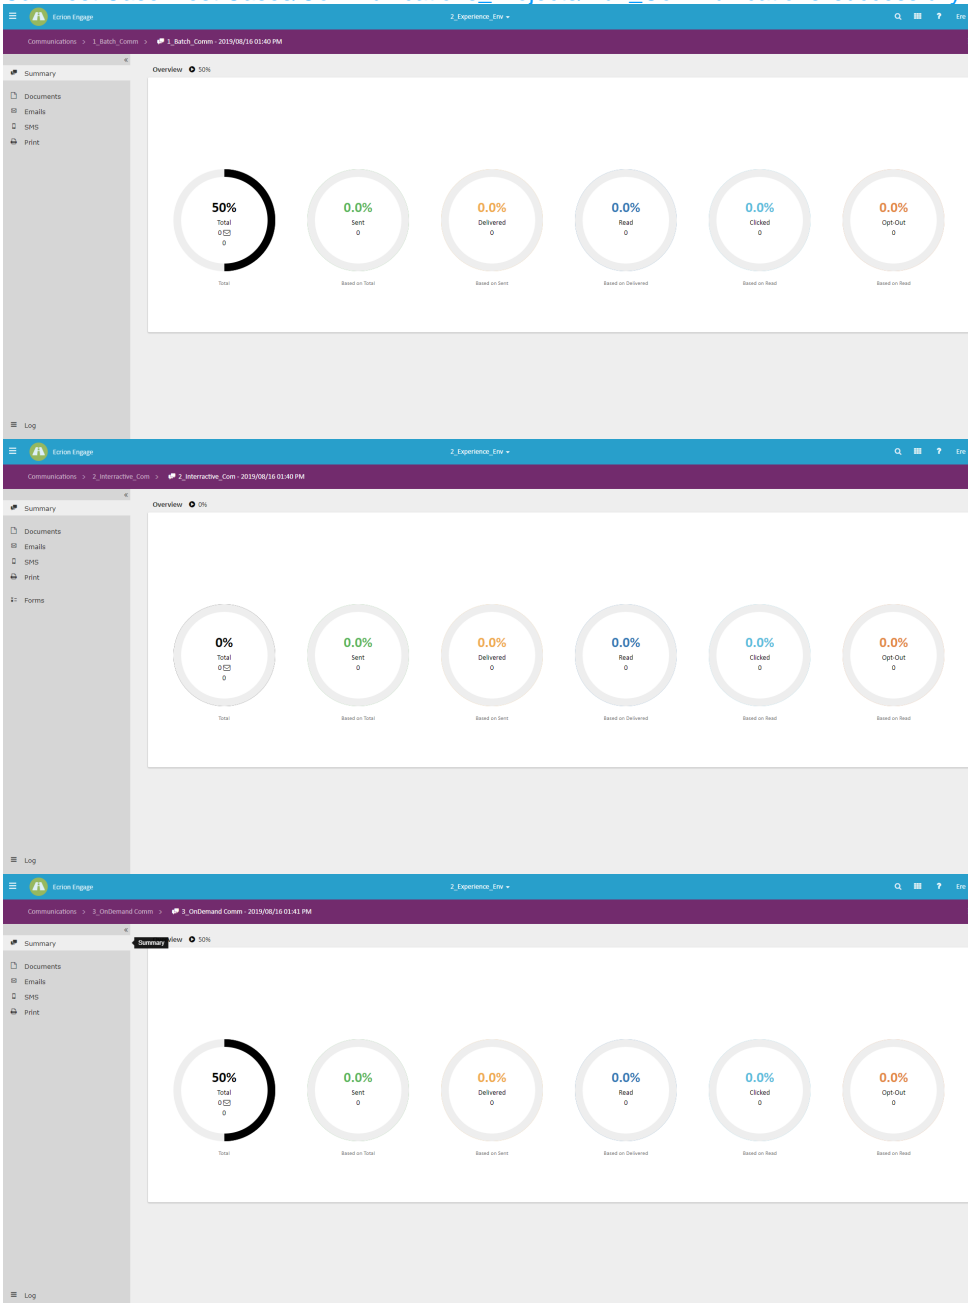 Ecrion Engage 2_Experience_Env ? Ere
Communications > 1_Batch_Comm > 1_Batch_Comm - 2019/08/16 01:40 PM
«
Summary
Overview 50%
Documents
Emails
SMS
Print
50% 0.0% 0.0% 0.0% 0.0% 0.0%
Total Sent Delivered Read Clicked Opt-Out
0 0 0 0 0 0
0
Total Based on Total Based on Sent Based on Delivered Based on Read Based on Read
Log
Ecrion Engage 2_Experience_Env ? Ere
Communications > 2_Interractive_Com > 2_Interractive_Com - 2019/08/16 01:40 PM
«
Summary
Overview 0%
Documents
Emails
SMS
Print
Forms
0% 0.0% 0.0% 0.0% 0.0% 0.0%
Total Sent Delivered Read Clicked Opt-Out
0 0 0 0 0 0
0
Total Based on Total Based on Sent Based on Delivered Based on Read Based on Read
Log
Ecrion Engage 2_Experience_Env ? Ere
Communications > 3_OnDemand Comm > 3_OnDemand Comm - 2019/08/16 01:41 PM
«
Summary
Summary view 50%
Documents
Emails
SMS
Print
50% 0.0% 0.0% 0.0% 0.0% 0.0%
Total Sent Delivered Read Clicked Opt-Out
0 0 0 0 0 0
0
Total Based on Total Based on Sent Based on Delivered Based on Read Based on Read
Log